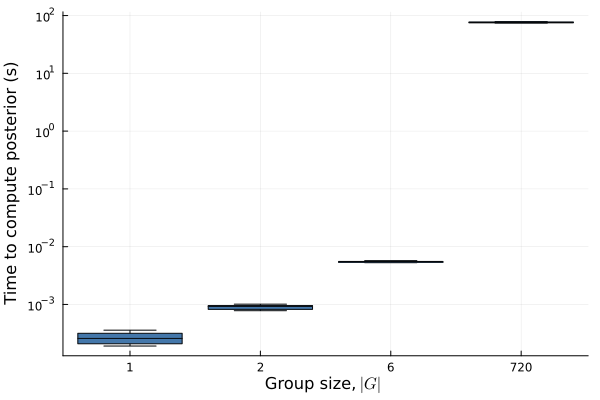 Time to compute posterior (s)
10²
10¹
10⁰
10⁻¹
10⁻²
10⁻³
1 2 6 720
Group size, |G|